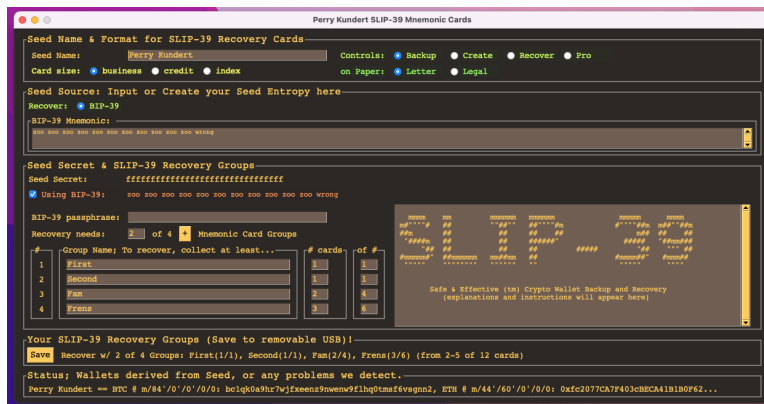 Perry Kundert SLIP-39 Mnemonic Cards
Seed Name & Format for SLIP-39 Recovery Cards
Seed Name: Perry Kundert Controls: Backup Create Recover Pro
Card size: business credit index on Paper: Letter Legal
Seed Source: Input or Create your Seed Entropy here
Recover: BIP-39
BIP-39 Mnemonic:
zoo zoo zoo zoo zoo zoo zoo zoo zoo zoo zoo wrong
Seed Secret & SLIP-39 Recovery Groups
Seed Secret: ffffffffffffffffffffffffffffffff
Using BIP-39: zoo zoo zoo zoo zoo zoo zoo zoo zoo zoo zoo wrong
BIP-39 passphrase:
Recovery needs: 2 of 4 + Mnemonic Card Groups
# Group Name; To recover, collect at least... # cards of #
1 First 1 1
2 Second 1 1
3 Fam 2 4
4 Frens 3 6
SLIP-39
Safe & Effective (tm) Crypto Wallet Backup and Recovery
(explanations and instructions will appear here)
Your SLIP-39 Recovery Groups (Save to removable USB)!
Save Recover w/ 2 of 4 Groups: First(1/1), Second(1/1), Fam(2/4), Frens(3/6) (from 2-5 of 12 cards)
Status; Wallets derived from Seed, or any problems we detect.
Perry Kundert == BTC @ m/84'/0'/0'/0/0: bc1qk0a9hr7wjfxeenz9nwenw9flhq0tmsf6vsgnn2, ETH @ m/44'/60'/0'/0/0: 0xfc2077CA7F403cBECA41B1B0F62...